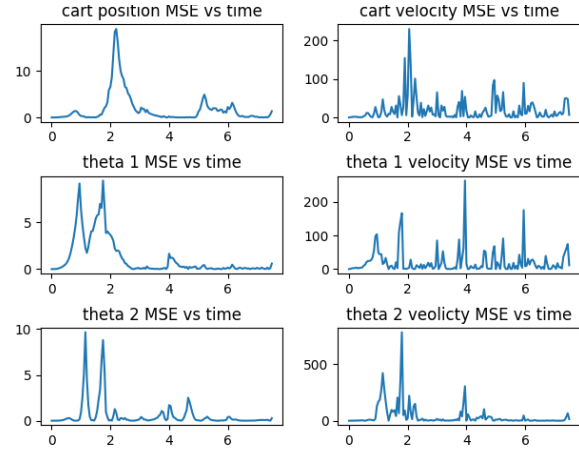 cart position MSE vs time
cart velocity MSE vs time
10
0
0 2 4 6
200
100
0
0 2 4 6
theta 1 MSE vs time
theta 1 velocity MSE vs time
5
0
0 2 4 6
200
100
0
0 2 4 6
theta 2 MSE vs time
theta 2 veolicty MSE vs time
10
5
0
0 2 4 6
500
0
0 2 4 6